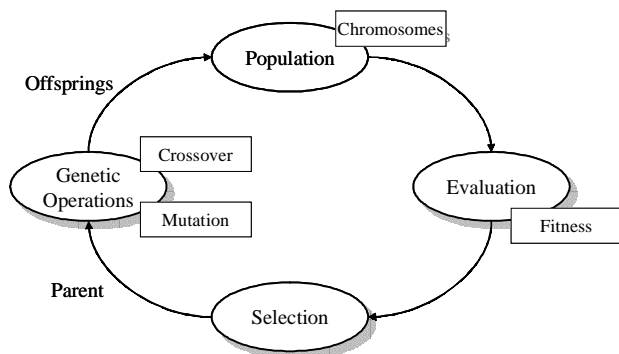 Chromosomes
Population
Offsprings
Crossover
Genetic
Operations
Mutation
Evaluation
Fitness
Parent
Selection